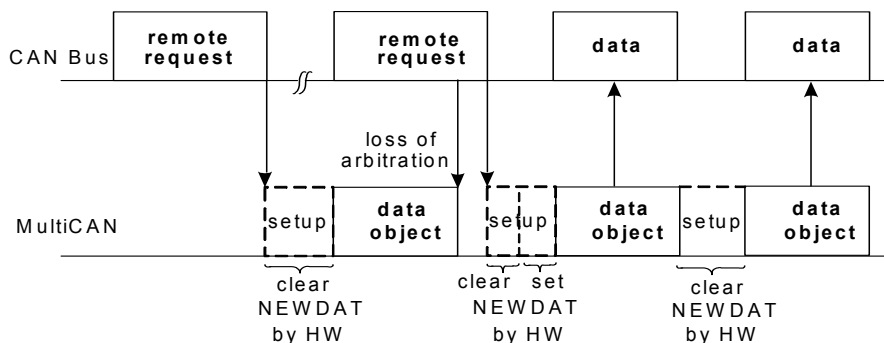 remote
request
remote
request
data
data
CAN Bus
loss of
arbitration
MultiCAN
setup
data
object
setup
data
object
setup
data
object
clear
NEWDAT
by HW
clear set
NEWDAT
by HW
clear
NEWDAT
by HW